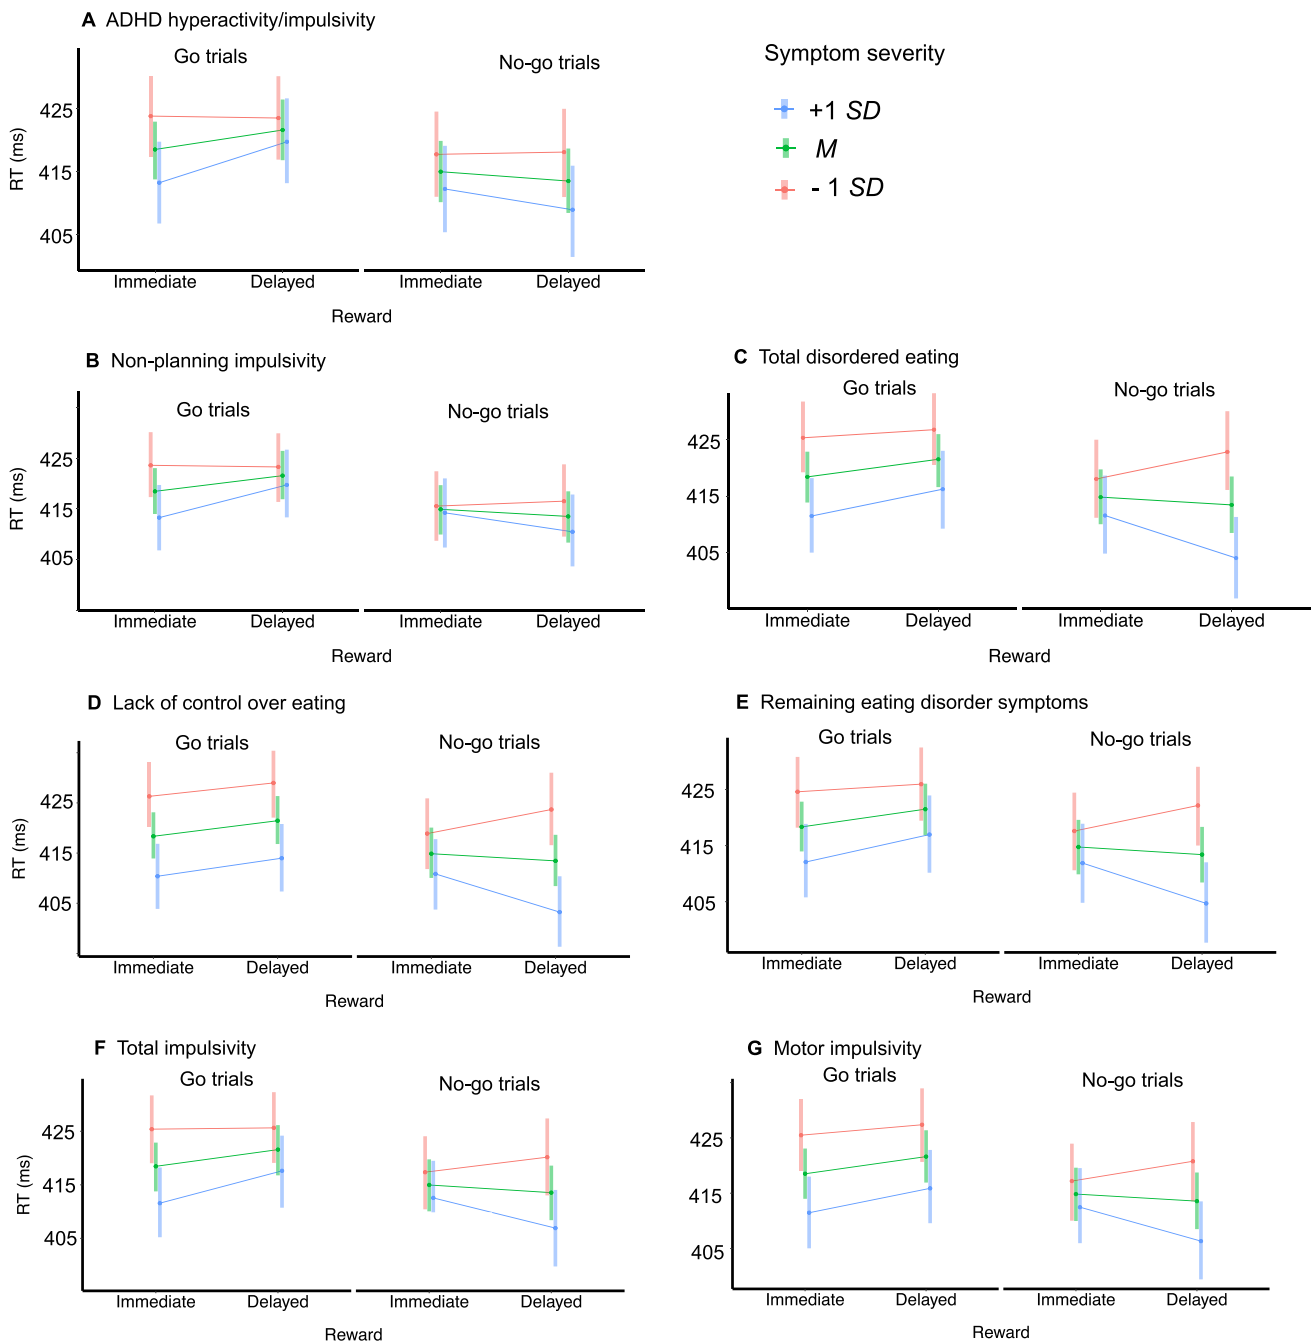 A ADHD hyperactivity/impulsivity
Go trials
No-go trials
RT (ms)
425
415
405
Immediate
Delayed
Immediate
Delayed
Reward
Symptom severity
+1 SD
M
- 1 SD
B Non-planning impulsivity
Go trials
No-go trials
RT (ms)
425
415
405
Immediate
Delayed
Immediate
Delayed
Reward
C Total disordered eating
Go trials
No-go trials
425
415
405
Immediate
Delayed
Immediate
Delayed
Reward
D Lack of control over eating
Go trials
No-go trials
RT (ms)
425
415
405
Immediate
Delayed
Immediate
Delayed
Reward
E Remaining eating disorder symptoms
Go trials
No-go trials
425
415
405
Immediate
Delayed
Immediate
Delayed
Reward
F Total impulsivity
Go trials
No-go trials
RT (ms)
425
415
405
Immediate
Delayed
Immediate
Delayed
Reward
G Motor impulsivity
Go trials
No-go trials
425
415
405
Immediate
Delayed
Immediate
Delayed
Reward